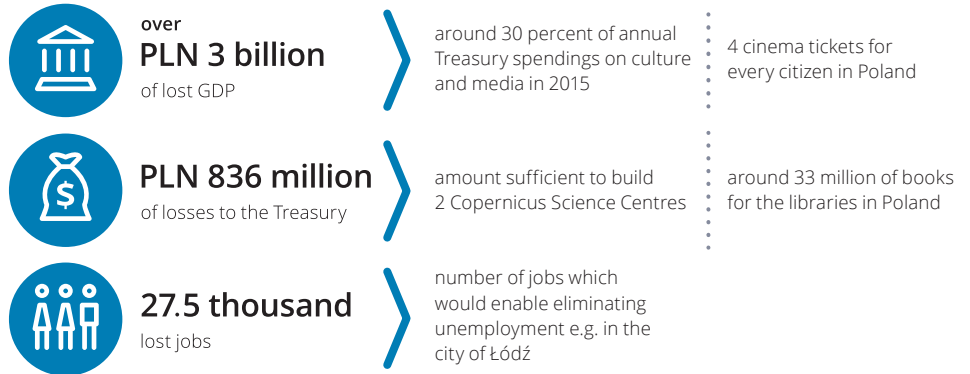 over
PLN 3 billion
of lost GDP
around 30 percent of annual
Treasury spendings on culture
and media in 2015
4 cinema tickets for
every citizen in Poland
$
PLN 836 million
of losses to the Treasury
amount sufficient to build
2 Copernicus Science Centres
around 33 million of books
for the libraries in Poland
27.5 thousand
lost jobs
number of jobs which
would enable eliminating
unemployment e.g. in the
city of Łódź